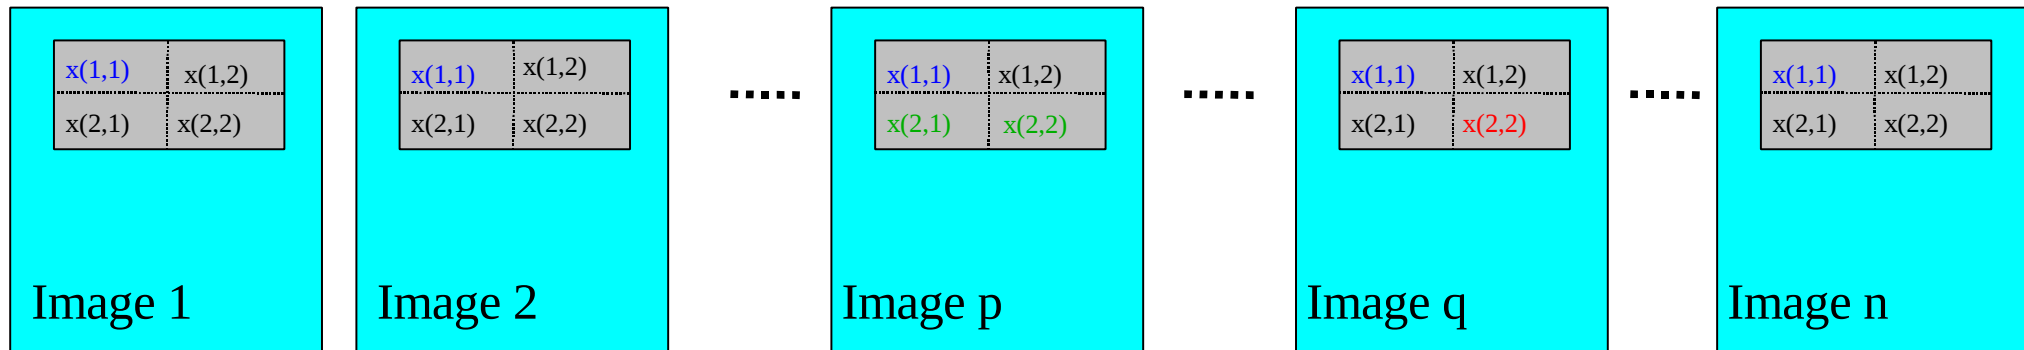 x(1,1) x(1,2)
x(2,1) x(2,2)
Image 1
x(1,1) x(1,2)
x(2,1) x(2,2)
Image 2
x(1,1) x(1,2)
x(2,1) x(2,2)
Image p
x(1,1) x(1,2)
x(2,1) x(2,2)
Image q
x(1,1) x(1,2)
x(2,1) x(2,2)
Image n